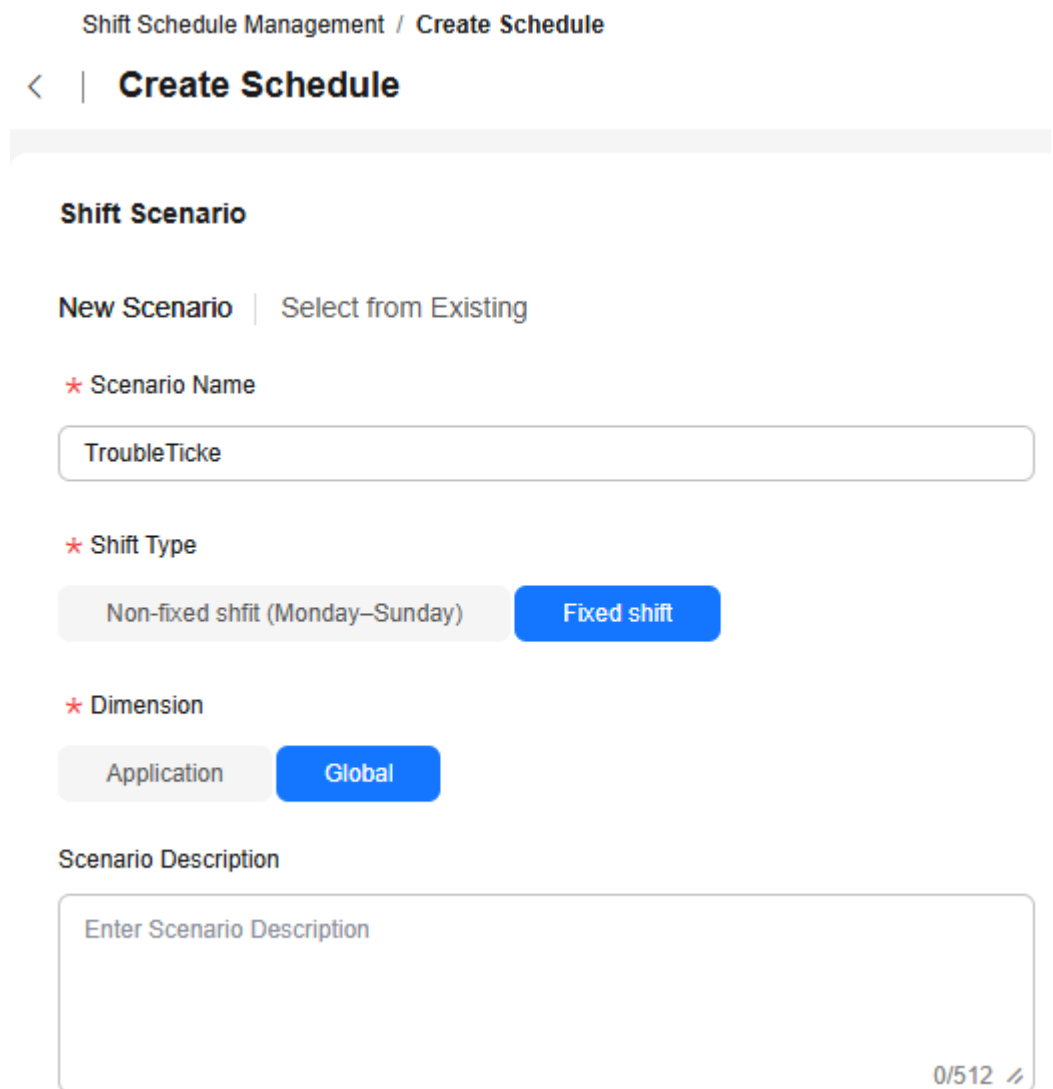 Shift Schedule Management / Create Schedule
< | Create Schedule
Shift Scenario
New Scenario | Select from Existing
* Scenario Name
TroubleTicke
* Shift Type
Non-fixed shfit (Monday–Sunday) Fixed shift
* Dimension
Application Global
Scenario Description
Enter Scenario Description
0/512